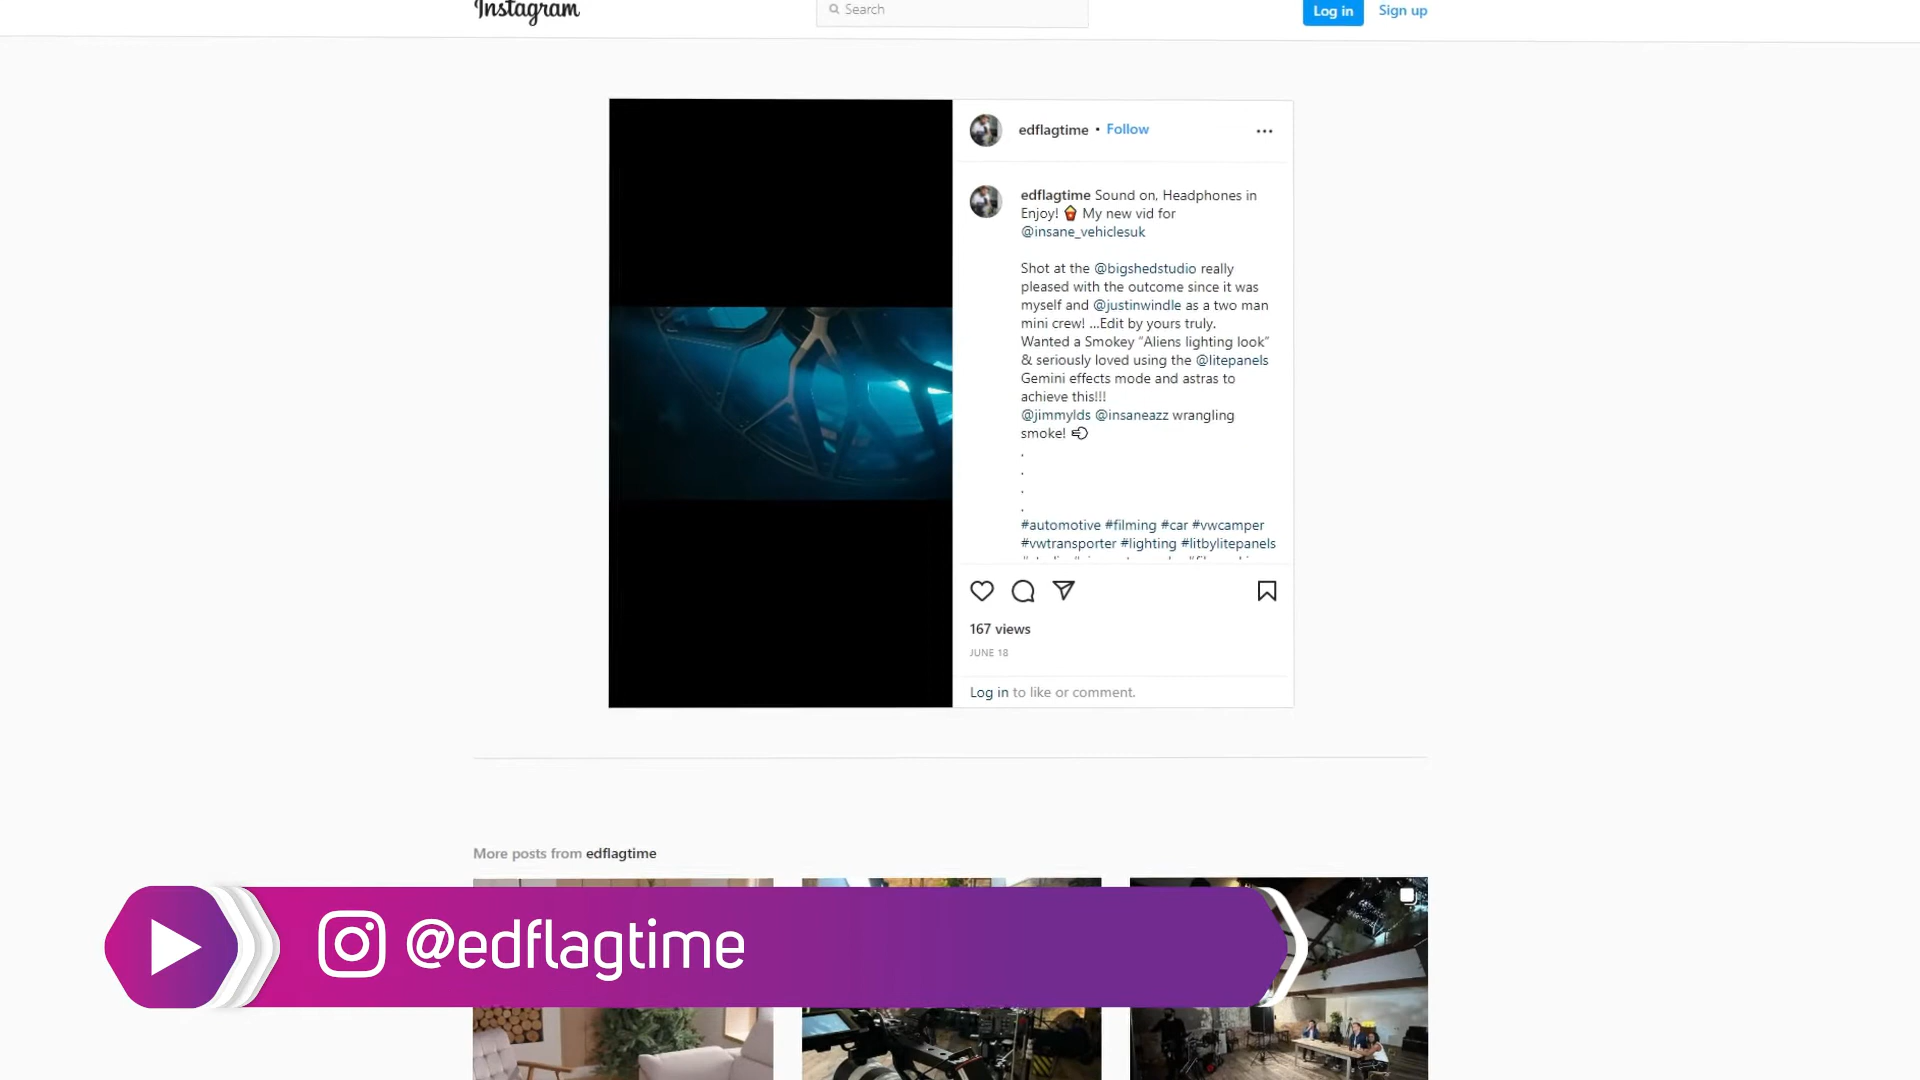 Instagram
Search
Log in
Sign up
edflagtime • Follow
edflagtime Sound on, Headphones in
Enjoy! 🍿 My new vid for
@insane_vehiclesuk
Shot at the @bigshedstudio really
pleased with the outcome since it was
myself and @justinwindle as a two man
mini crew! ...Edit by yours truly.
Wanted a Smokey “Aliens lighting look”
& seriously loved using the @litepanels
Gemini effects mode and astras to
achieve this!!!
@jimmylds @insaneazz wrangling
smoke! 💨
.
.
.
.
#automotive #filming #car #vwcamper
#vwtransporter #lighting #litbylitepanels
167 views
JUNE 18
Log in to like or comment.
More posts from edflagtime
@edflagtime